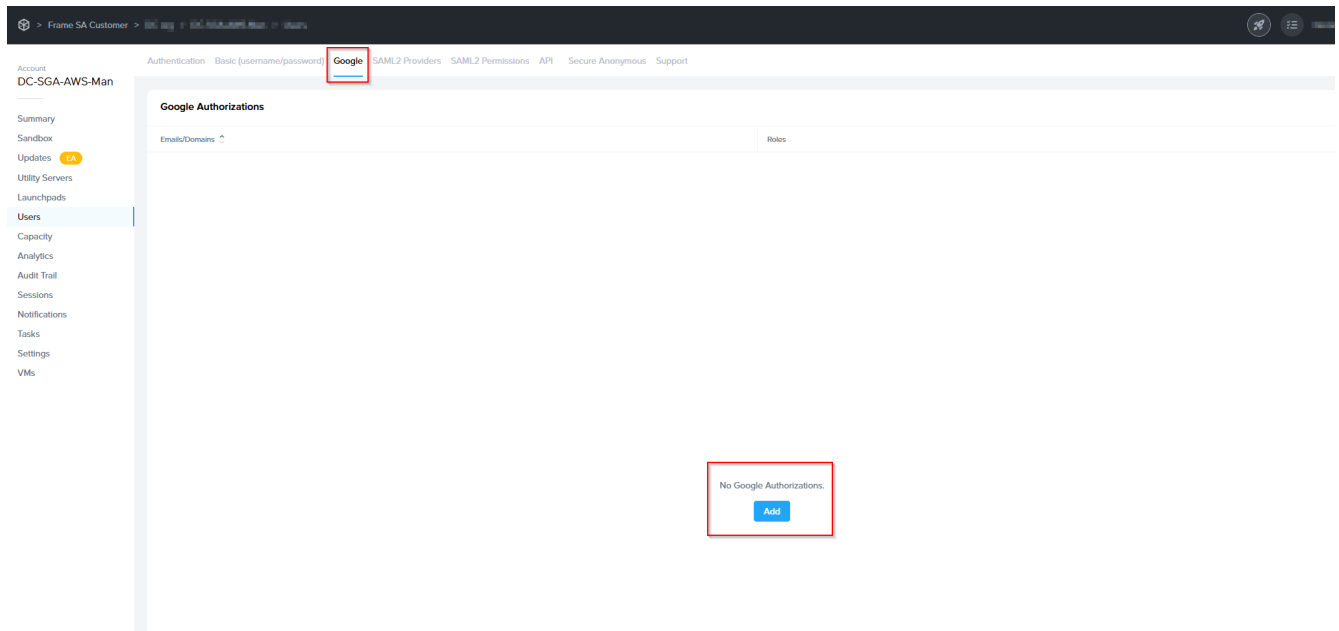 > Frame SA Customer >
Account
DC-SGA-AWS-Man
Summary
Sandbox
Updates EA
Utility Servers
Launchpads
Users
Capacity
Analytics
Audit Trail
Sessions
Notifications
Tasks
Settings
VMs
Authentication Basic (username/password) Google SAML2 Providers SAML2 Permissions API Secure Anonymous Support
Google Authorizations
Emails/Domains Roles
No Google Authorizations.
Add